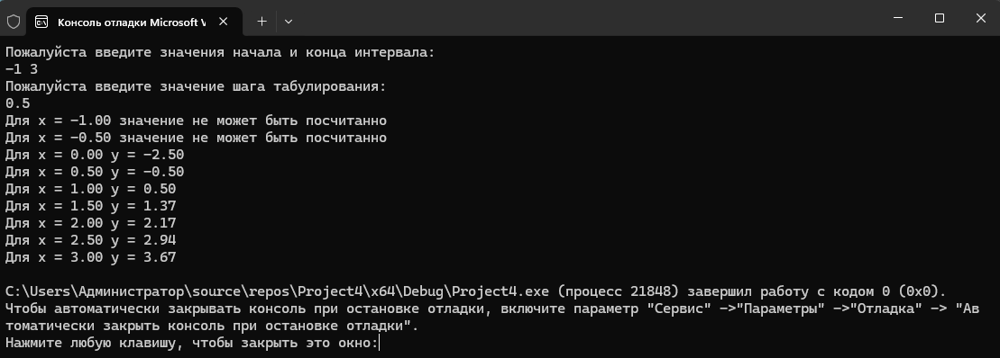 Консоль отладки Microsoft V
Пожалуйста введите значения начала и конца интервала:
-1 3
Пожалуйста введите значение шага табулирования:
0.5
Для x = -1.00 значение не может быть посчитанно
Для x = -0.50 значение не может быть посчитанно
Для x = 0.00 y = -2.50
Для x = 0.50 y = -0.50
Для x = 1.00 y = 0.50
Для x = 1.50 y = 1.37
Для x = 2.00 y = 2.17
Для x = 2.50 y = 2.94
Для x = 3.00 y = 3.67
C:\Users\Администратор\source\repos\Project4\x64\Debug\Project4.exe (процесс 21848) завершил работу с кодом 0 (0x0).
Чтобы автоматически закрывать консоль при остановке отладки, включите параметр "Сервис" ->"Параметры" ->"Отладка" -> "Ав
томатически закрыть консоль при остановке отладки".
Нажмите любую клавишу, чтобы закрыть это окно: